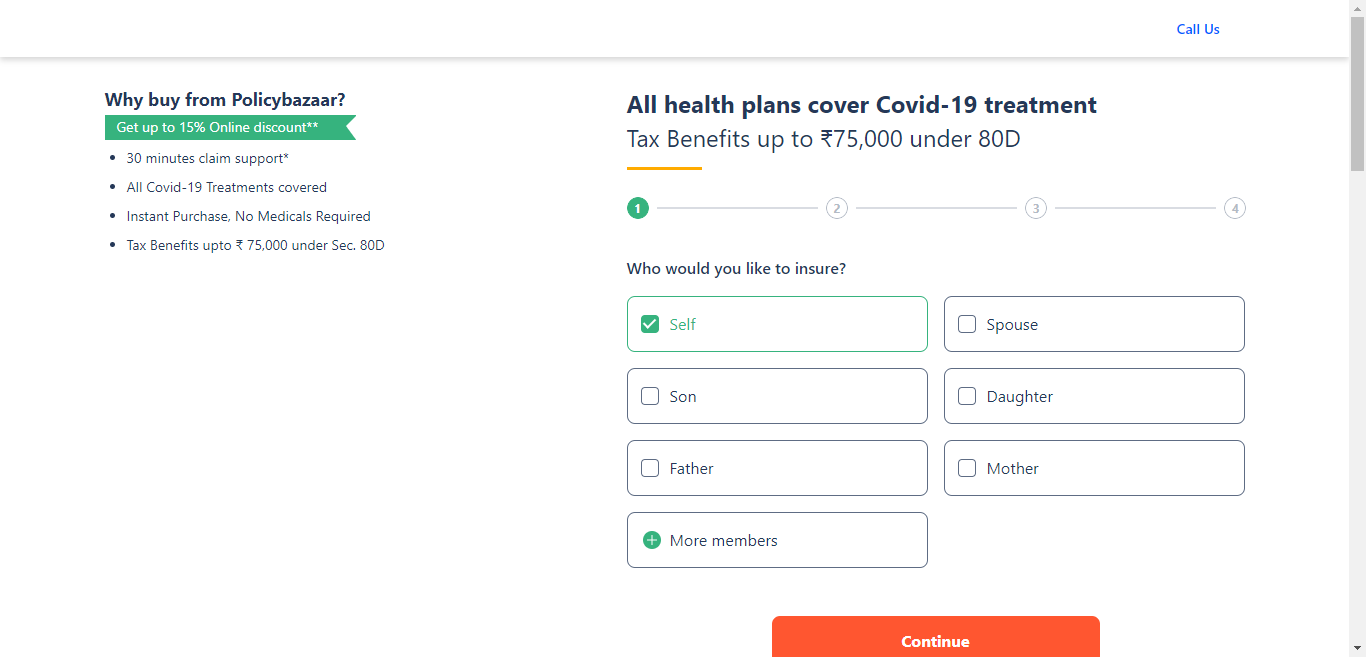 Call Us
Why buy from Policybazaar?
Get up to 15% Online discount**
30 minutes claim support*
All Covid-19 Treatments covered
Instant Purchase, No Medicals Required
Tax Benefits upto ₹ 75,000 under Sec. 80D
All health plans cover Covid-19 treatment
Tax Benefits up to ₹75,000 under 80D
1 2 3 4
Who would you like to insure?
Self Spouse
Son Daughter
Father Mother
More members
Continue